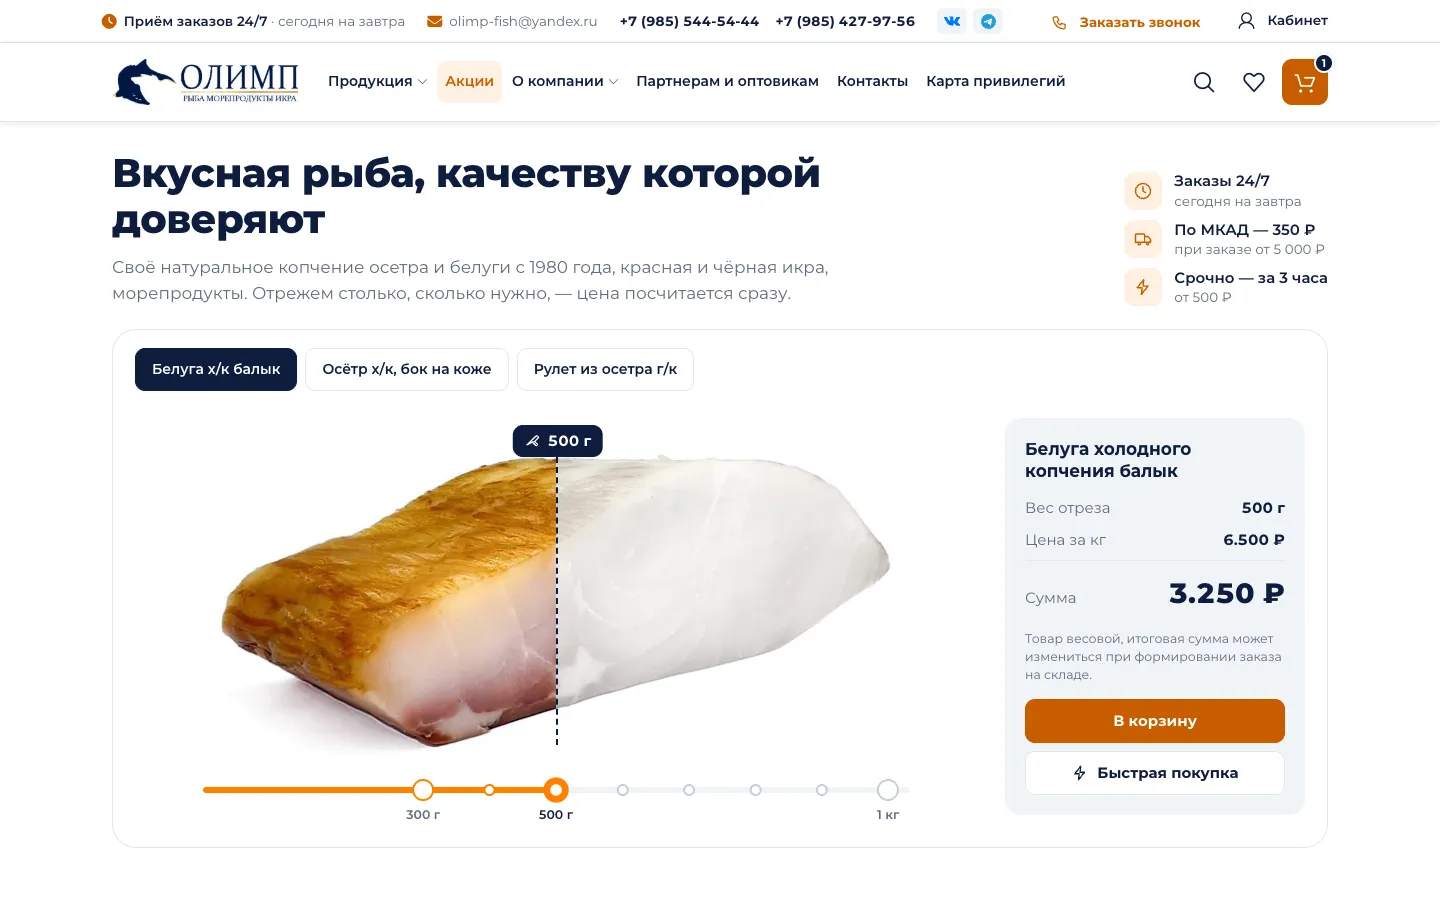 Приём заказов 24/7 · сегодня на завтра
olimp-fish@yandex.ru
+7 (985) 544-54-44
+7 (985) 427-97-56
Заказать звонок
Кабинет
ОЛИМП
РЫБА МОРЕПРОДУКТЫ ИКРА
Продукция
Акции
О компании
Партнерам и оптовикам
Контакты
Карта привилегий
1
Вкусная рыба, качеству которой
доверяют
Своё натуральное копчение осетра и белуги с 1980 года, красная и чёрная икра,
морепродукты. Отрежем столько, сколько нужно, — цена посчитается сразу.
Заказы 24/7
сегодня на завтра
По МКАД — 350 ₽
при заказе от 5 000 ₽
Срочно — за 3 часа
от 500 ₽
Белуга х/к балык
Осётр х/к, бок на коже
Рулет из осетра г/к
500 г
300 г
500 г
1 кг
Белуга холодного
копчения балык
Вес отреза
500 г
Цена за кг
6.500 ₽
Сумма
3.250 ₽
Товар весовой, итоговая сумма может
измениться при формировании заказа
на складе.
В корзину
Быстрая покупка